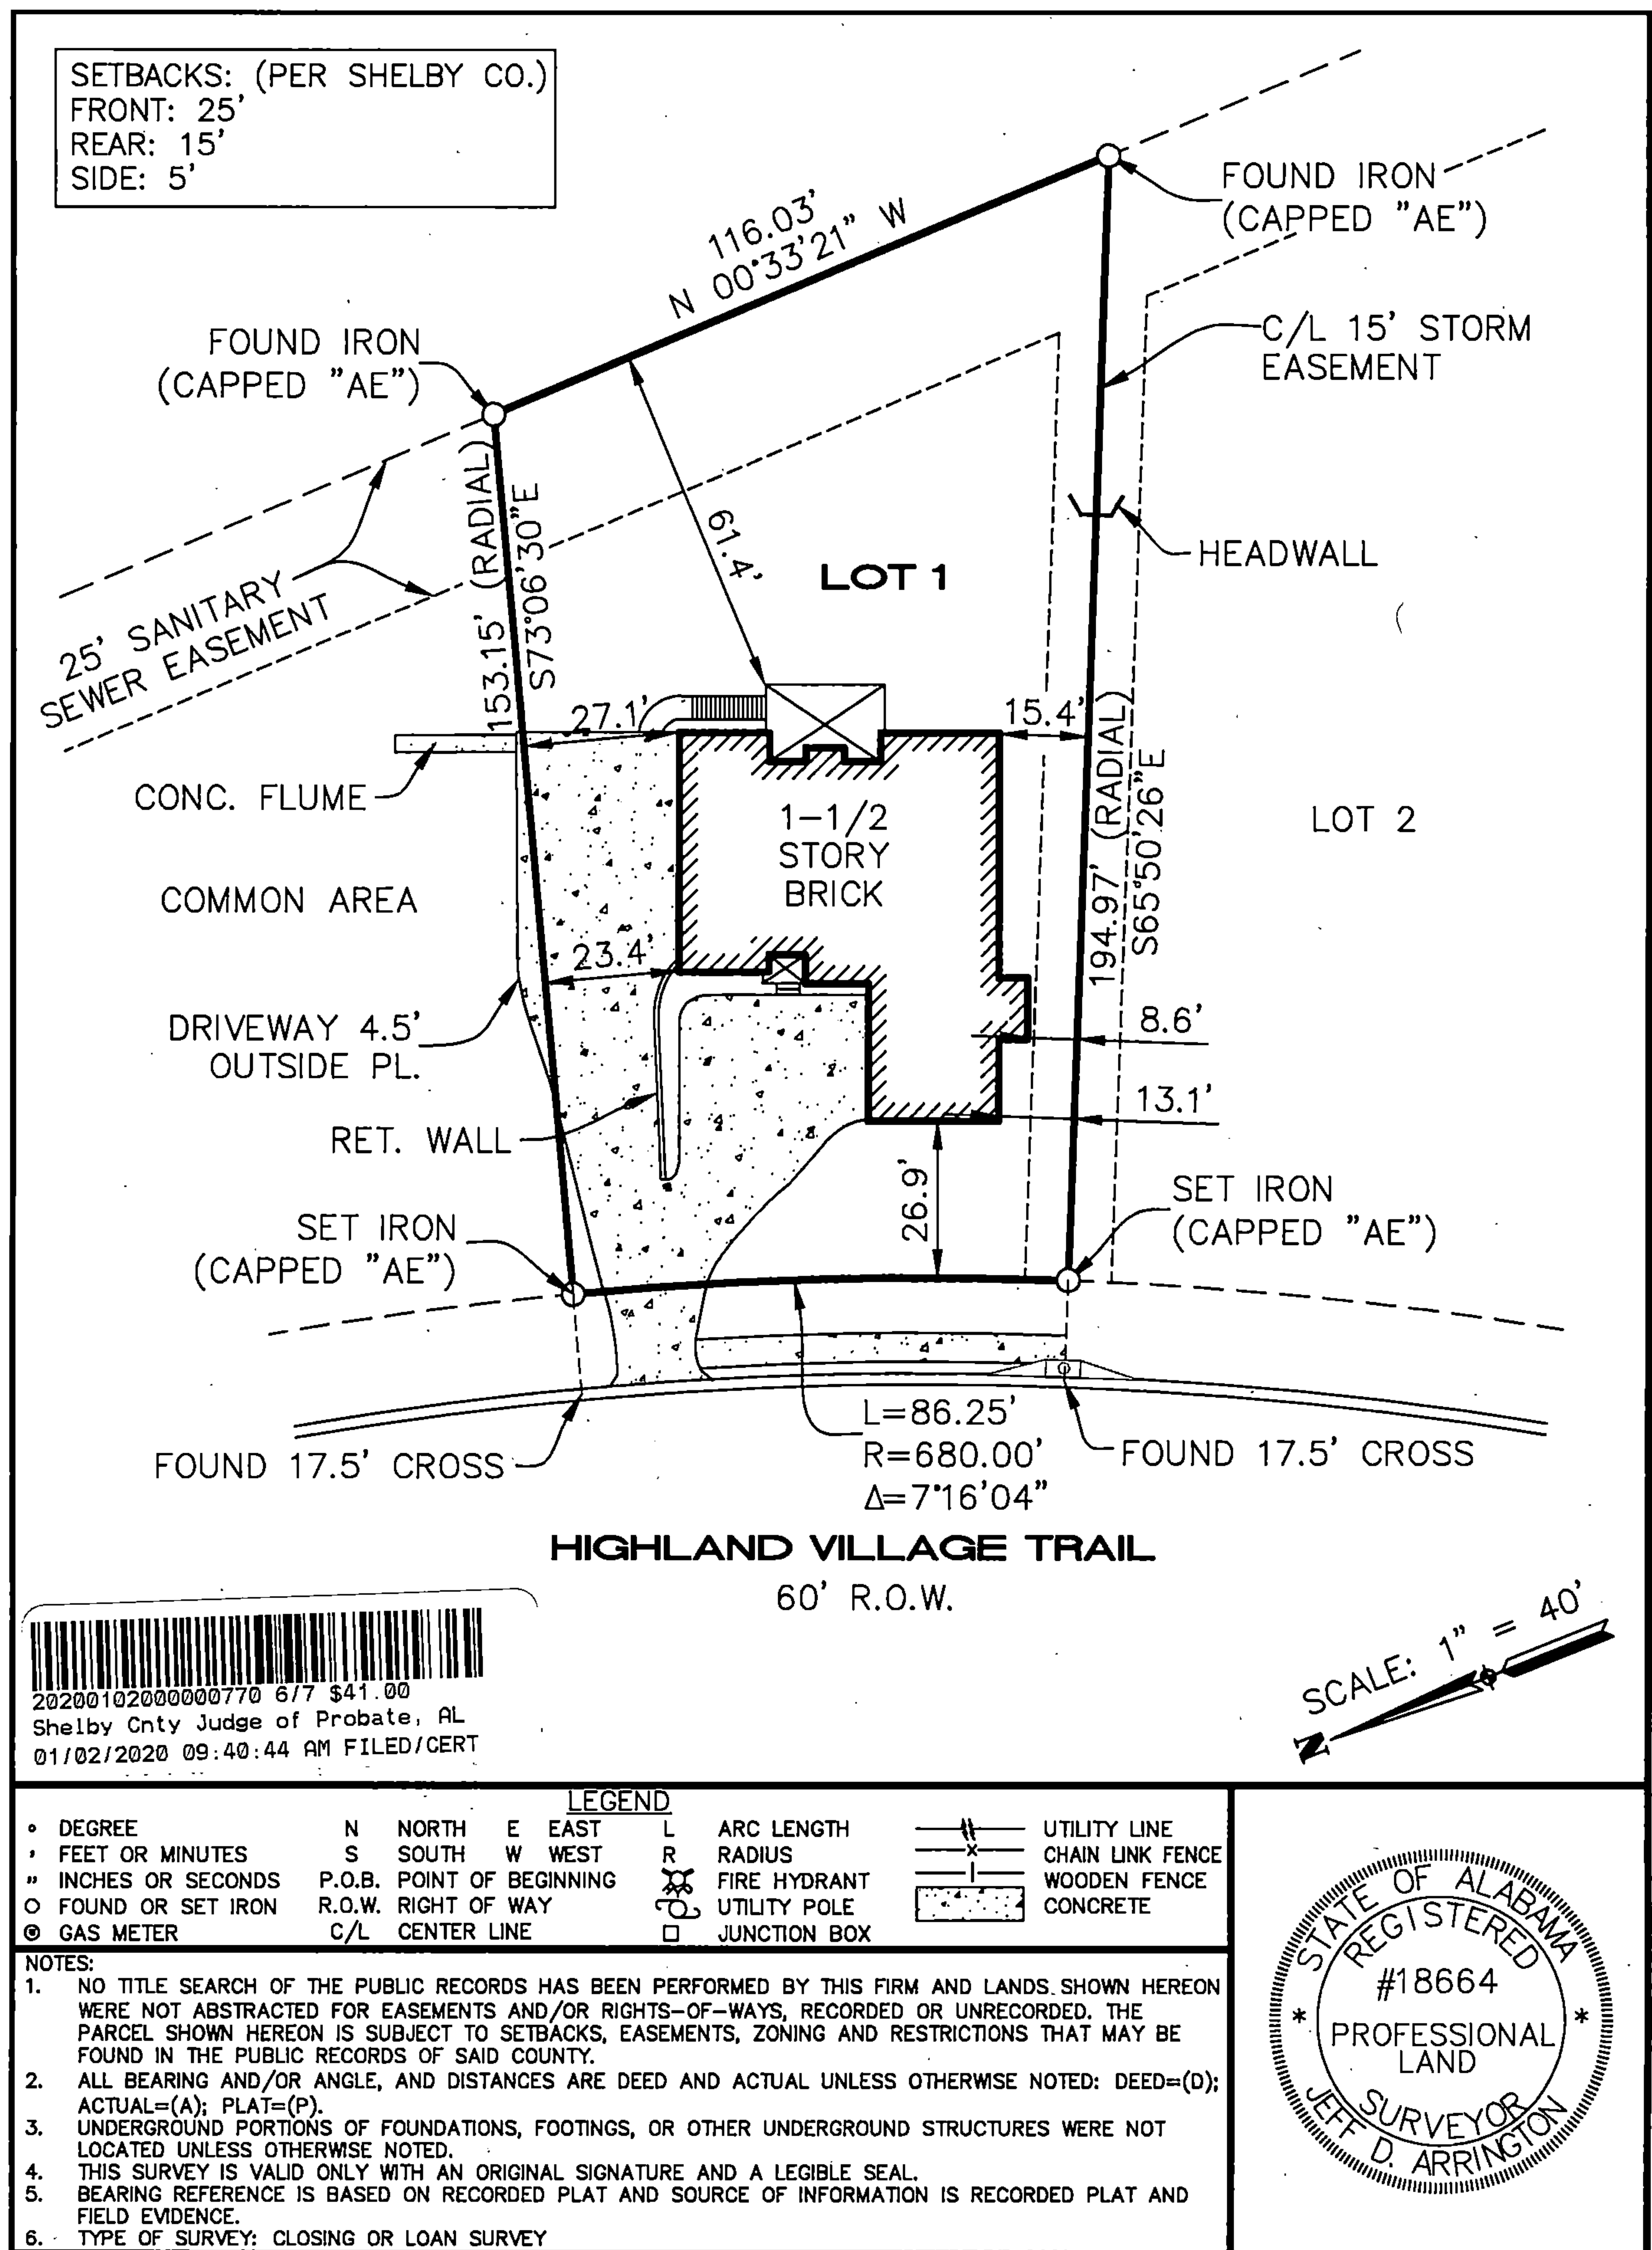 SETBACKS: (PER SHELBY CO.)
FRONT: 25'
REAR: 15'
SIDE: 5'
116.03'
N 00°33'21" W
FOUND IRON
(CAPPED "AE")
FOUND IRON
(CAPPED "AE")
C/L 15' STORM
EASEMENT
153.15' (RADIAL)
S73°06'30"E
61.4'
LOT 1
HEADWALL
25' SANITARY
SEWER EASEMENT
27.1'
15.4'
CONC. FLUME
1-1/2
STORY
BRICK
194.97' (RADIAL)
S65°50'26"E
LOT 2
COMMON AREA
23.4'
DRIVEWAY 4.5'
OUTSIDE PL.
8.6'
13.1'
RET. WALL
26.9'
SET IRON
(CAPPED "AE")
SET IRON
(CAPPED "AE")
L=86.25'
R=680.00'
Δ=7°16'04"
FOUND 17.5' CROSS
FOUND 17.5' CROSS
HIGHLAND VILLAGE TRAIL
60' R.O.W.
SCALE: 1" = 40'
N
20200102000000770 6/7 $41.00
Shelby Cnty Judge of Probate, AL
01/02/2020 09:40:44 AM FILED/CERT
LEGEND
° DEGREE N NORTH E EAST L ARC LENGTH UTILITY LINE
' FEET OR MINUTES S SOUTH W WEST R RADIUS CHAIN LINK FENCE
" INCHES OR SECONDS P.O.B. POINT OF BEGINNING FIRE HYDRANT WOODEN FENCE
FOUND OR SET IRON R.O.W. RIGHT OF WAY UTILITY POLE CONCRETE
GAS METER C/L CENTER LINE JUNCTION BOX
NOTES:
1. NO TITLE SEARCH OF THE PUBLIC RECORDS HAS BEEN PERFORMED BY THIS FIRM AND LANDS SHOWN HEREON
WERE NOT ABSTRACTED FOR EASEMENTS AND/OR RIGHTS-OF-WAYS, RECORDED OR UNRECORDED. THE
PARCEL SHOWN HEREON IS SUBJECT TO SETBACKS, EASEMENTS, ZONING AND RESTRICTIONS THAT MAY BE
FOUND IN THE PUBLIC RECORDS OF SAID COUNTY.
2. ALL BEARING AND/OR ANGLE, AND DISTANCES ARE DEED AND ACTUAL UNLESS OTHERWISE NOTED: DEED=(D);
ACTUAL=(A); PLAT=(P).
3. UNDERGROUND PORTIONS OF FOUNDATIONS, FOOTINGS, OR OTHER UNDERGROUND STRUCTURES WERE NOT
LOCATED UNLESS OTHERWISE NOTED.
4. THIS SURVEY IS VALID ONLY WITH AN ORIGINAL SIGNATURE AND A LEGIBLE SEAL.
5. BEARING REFERENCE IS BASED ON RECORDED PLAT AND SOURCE OF INFORMATION IS RECORDED PLAT AND
FIELD EVIDENCE.
6. TYPE OF SURVEY: CLOSING OR LOAN SURVEY
STATE OF ALABAMA
REGISTERED
#18664
* PROFESSIONAL *
LAND
SURVEYOR
JEFF D. ARRINGTON